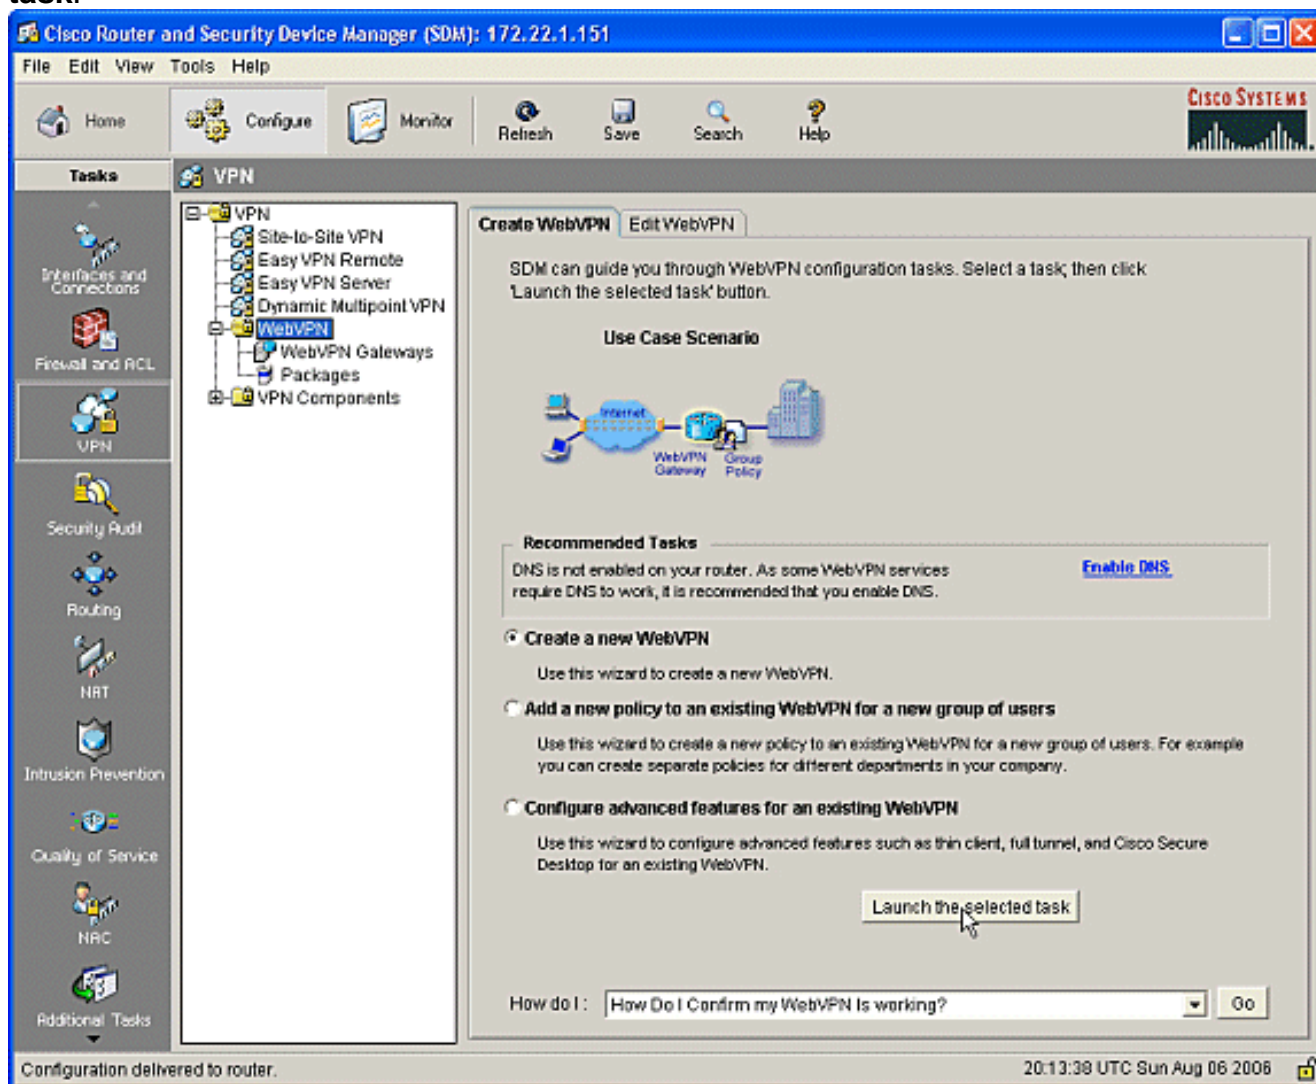 task.
Cisco Router and Security Device Manager (SDM): 172.22.1.151
File Edit View Tools Help
Home
Configure
Monitor
Refresh
Save
Search
Help
CISCO SYSTEMS
Tasks
VPN
Interfaces and
Connections
Firewall and ACL
VPN
Security Audit
Routing
NAT
Intrusion Prevention
Quality of Service
NAC
Additional Tasks
VPN
Site-to-Site VPN
Easy VPN Remote
Easy VPN Server
Dynamic Multipoint VPN
WebVPN
WebVPN Gateways
Packages
VPN Components
Create WebVPN
Edit WebVPN
SDM can guide you through WebVPN configuration tasks. Select a task; then click
'Launch the selected task' button.
Use Case Scenario
Internet
WebVPN
Gateway
Group
Policy
Recommended Tasks
DNS is not enabled on your router. As some WebVPN services
require DNS to work, it is recommended that you enable DNS.
Enable DNS
Create a new WebVPN
Use this wizard to create a new WebVPN.
Add a new policy to an existing WebVPN for a new group of users
Use this wizard to create a new policy to an existing WebVPN for a new group of users. For example
you can create separate policies for different departments in your company.
Configure advanced features for an existing WebVPN
Use this wizard to configure advanced features such as thin client, full tunnel, and Cisco Secure
Desktop for an existing WebVPN.
Launch the selected task
How do I : How Do I Confirm my WebVPN Is working? Go
Configuration delivered to router.
20:13:38 UTC Sun Aug 06 2006